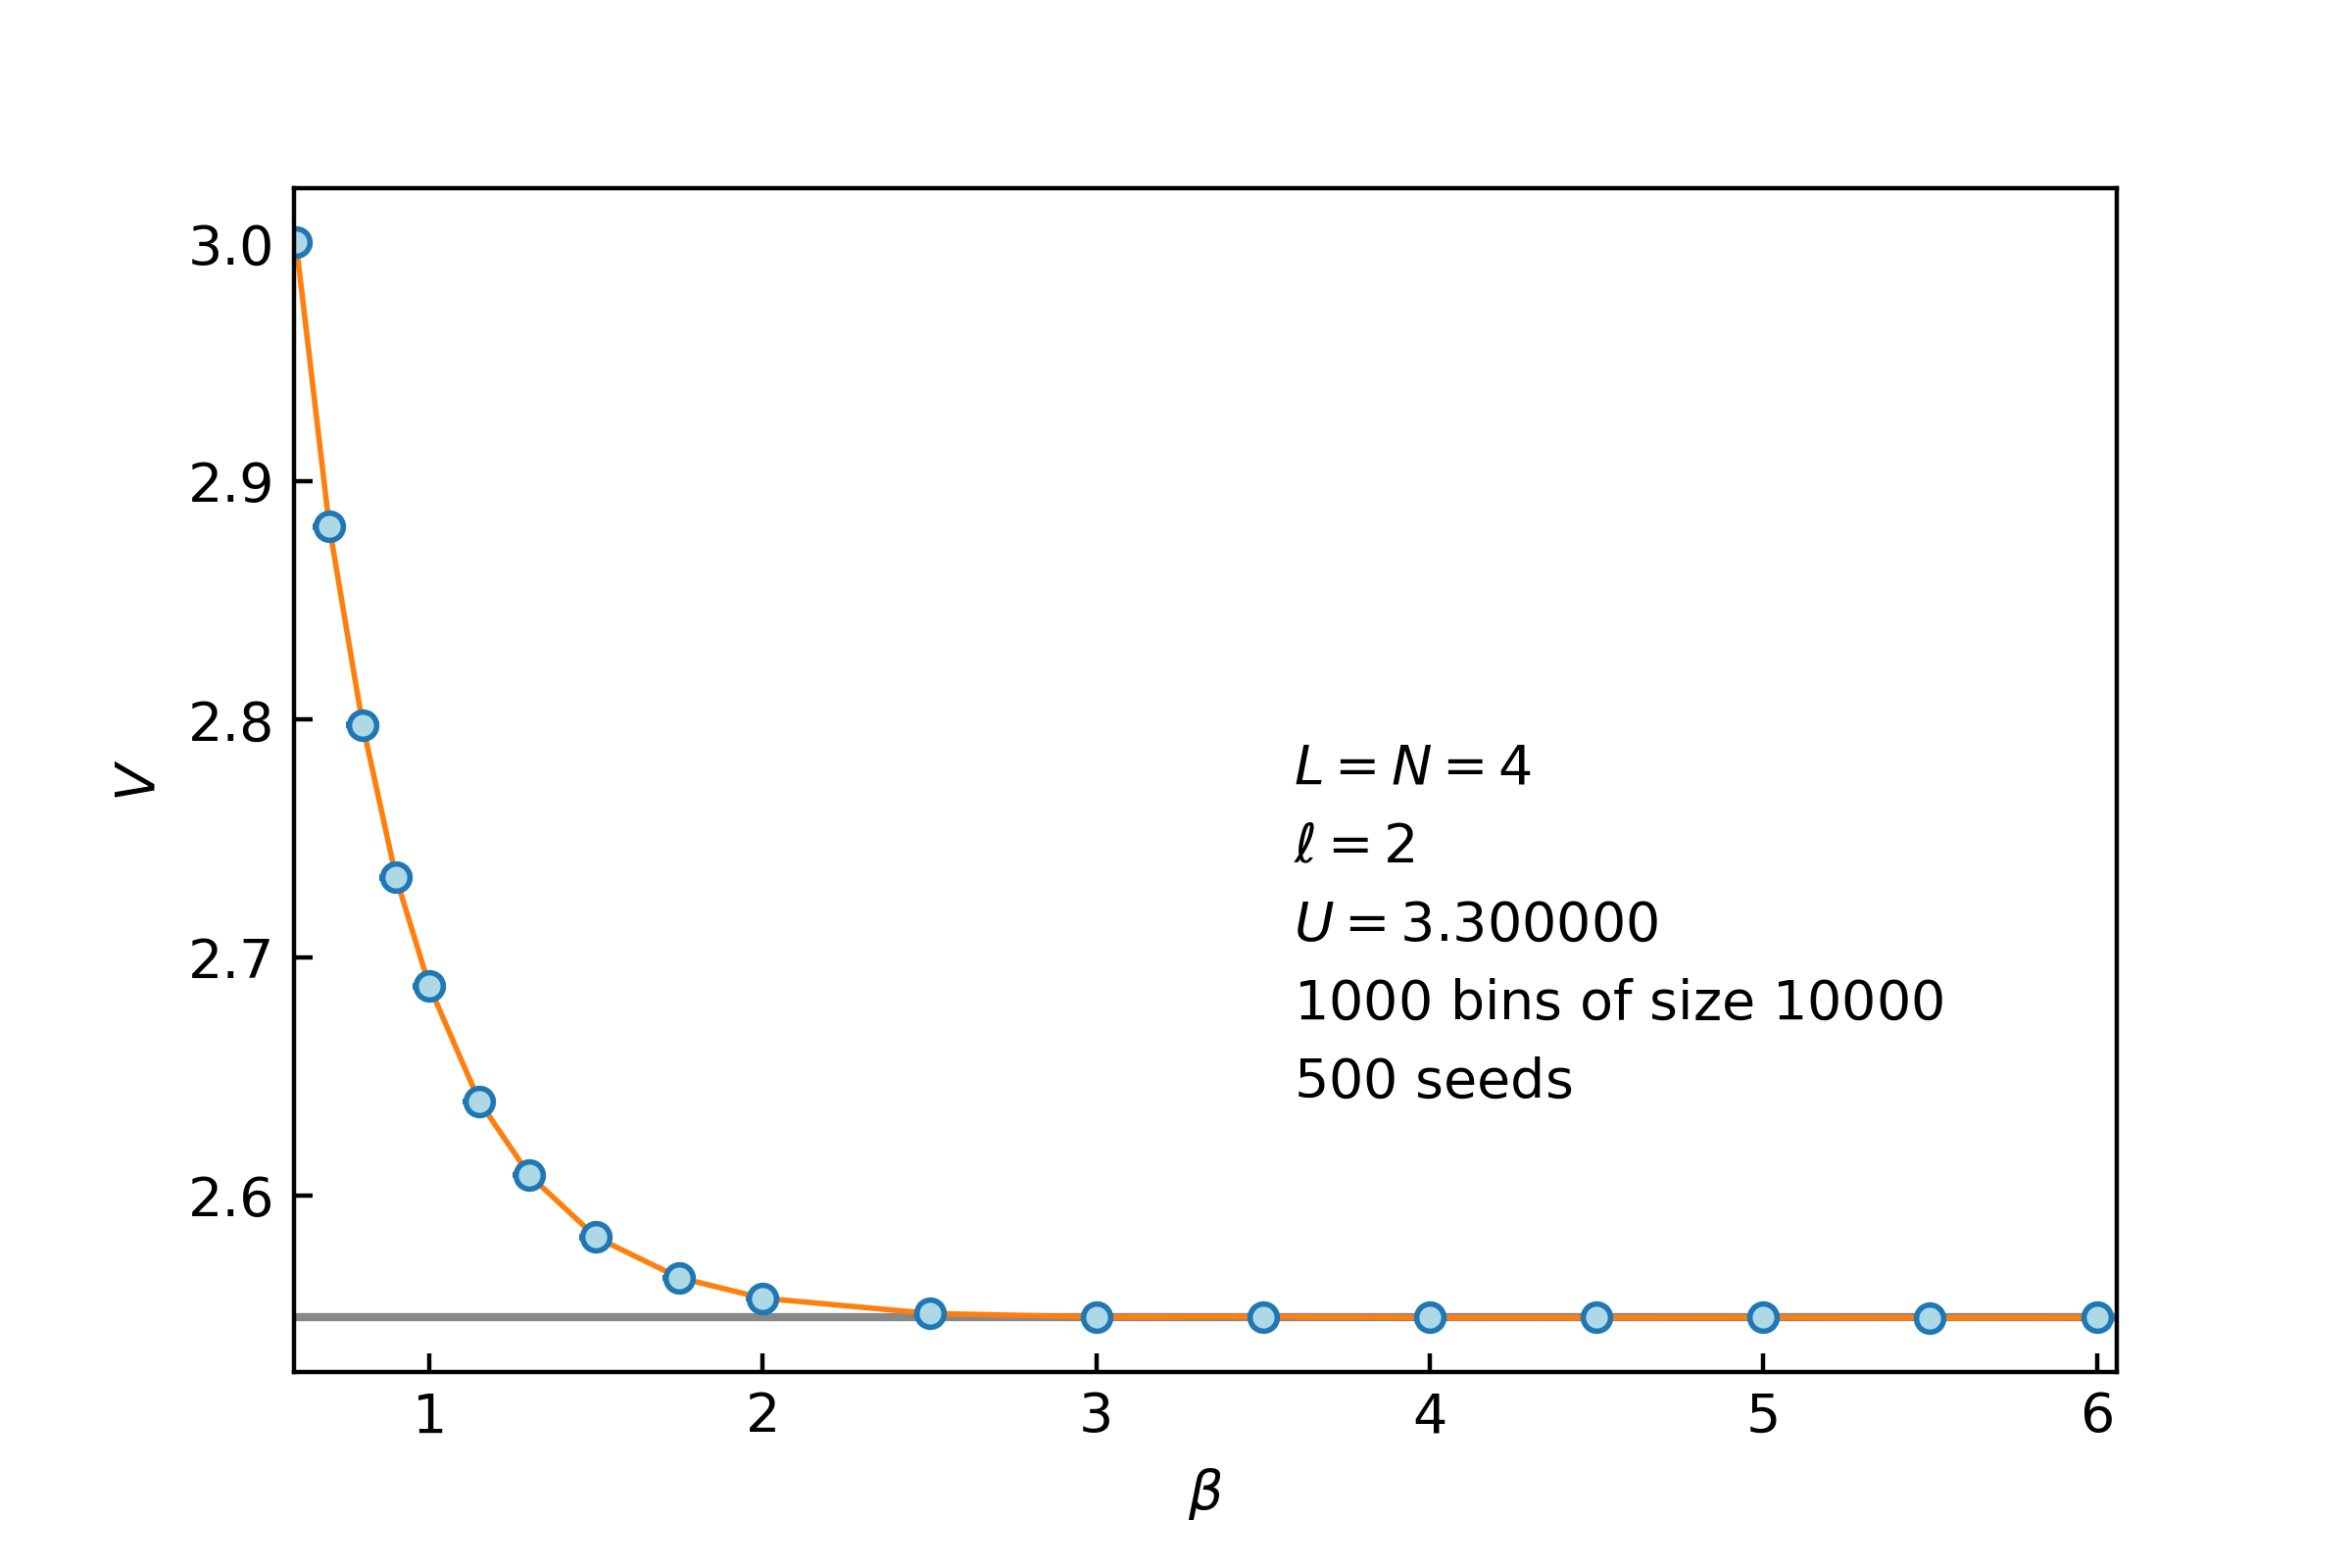 3.0
2.9
2.8
2.7
2.6
V
L = N = 4
ℓ = 2
U = 3.300000
1000 bins of size 10000
500 seeds
1 2 3 4 5 6
β